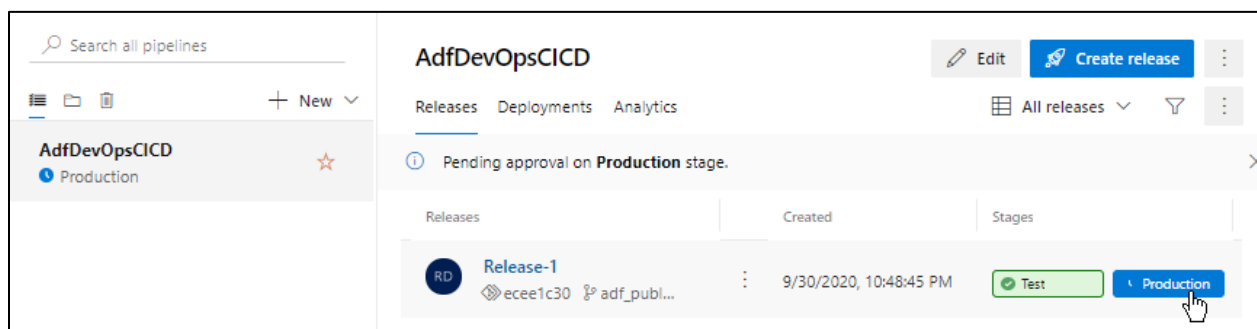 Search all pipelines
New
AdfDevOpsCICD
Production
AdfDevOpsCICD
Edit
Create release
Releases Deployments Analytics
All releases
Pending approval on Production stage.
Releases Created Stages
RD
Release-1
ecee1c30 adf_publ...
9/30/2020, 10:48:45 PM
Test
Production